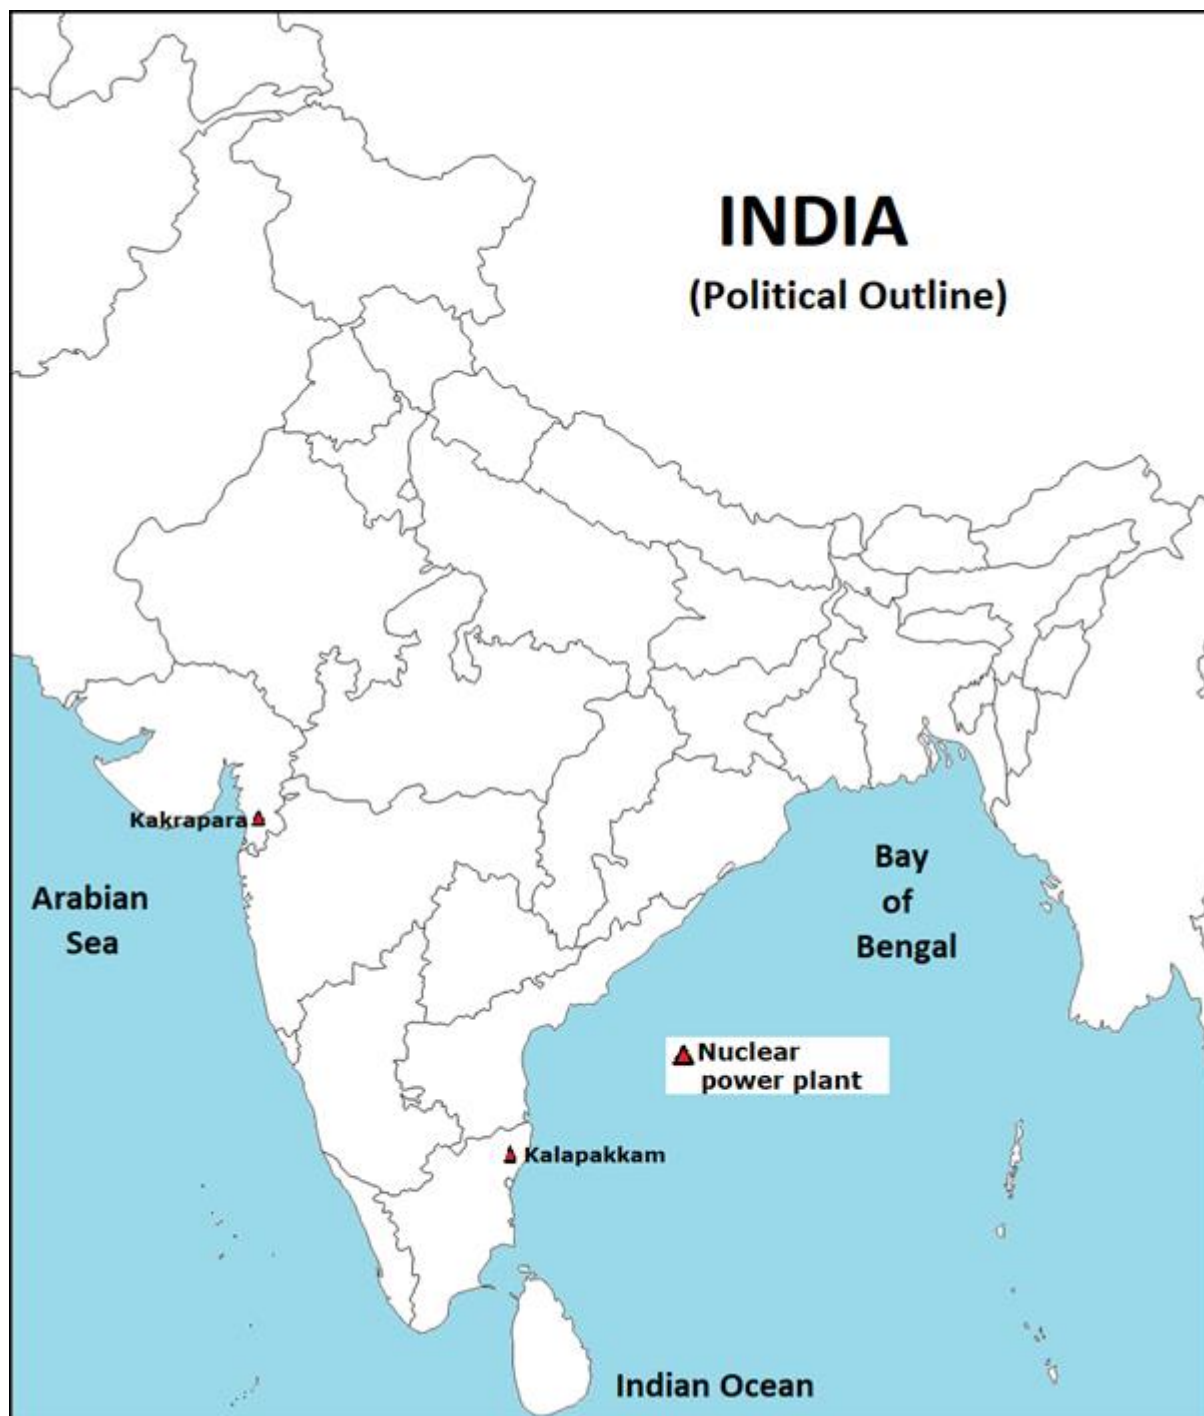 INDIA
(Political Outline)
Kakrapara
Arabian
Sea
Bay
of
Bengal
Nuclear
power plant
Kalapakkam
Indian Ocean